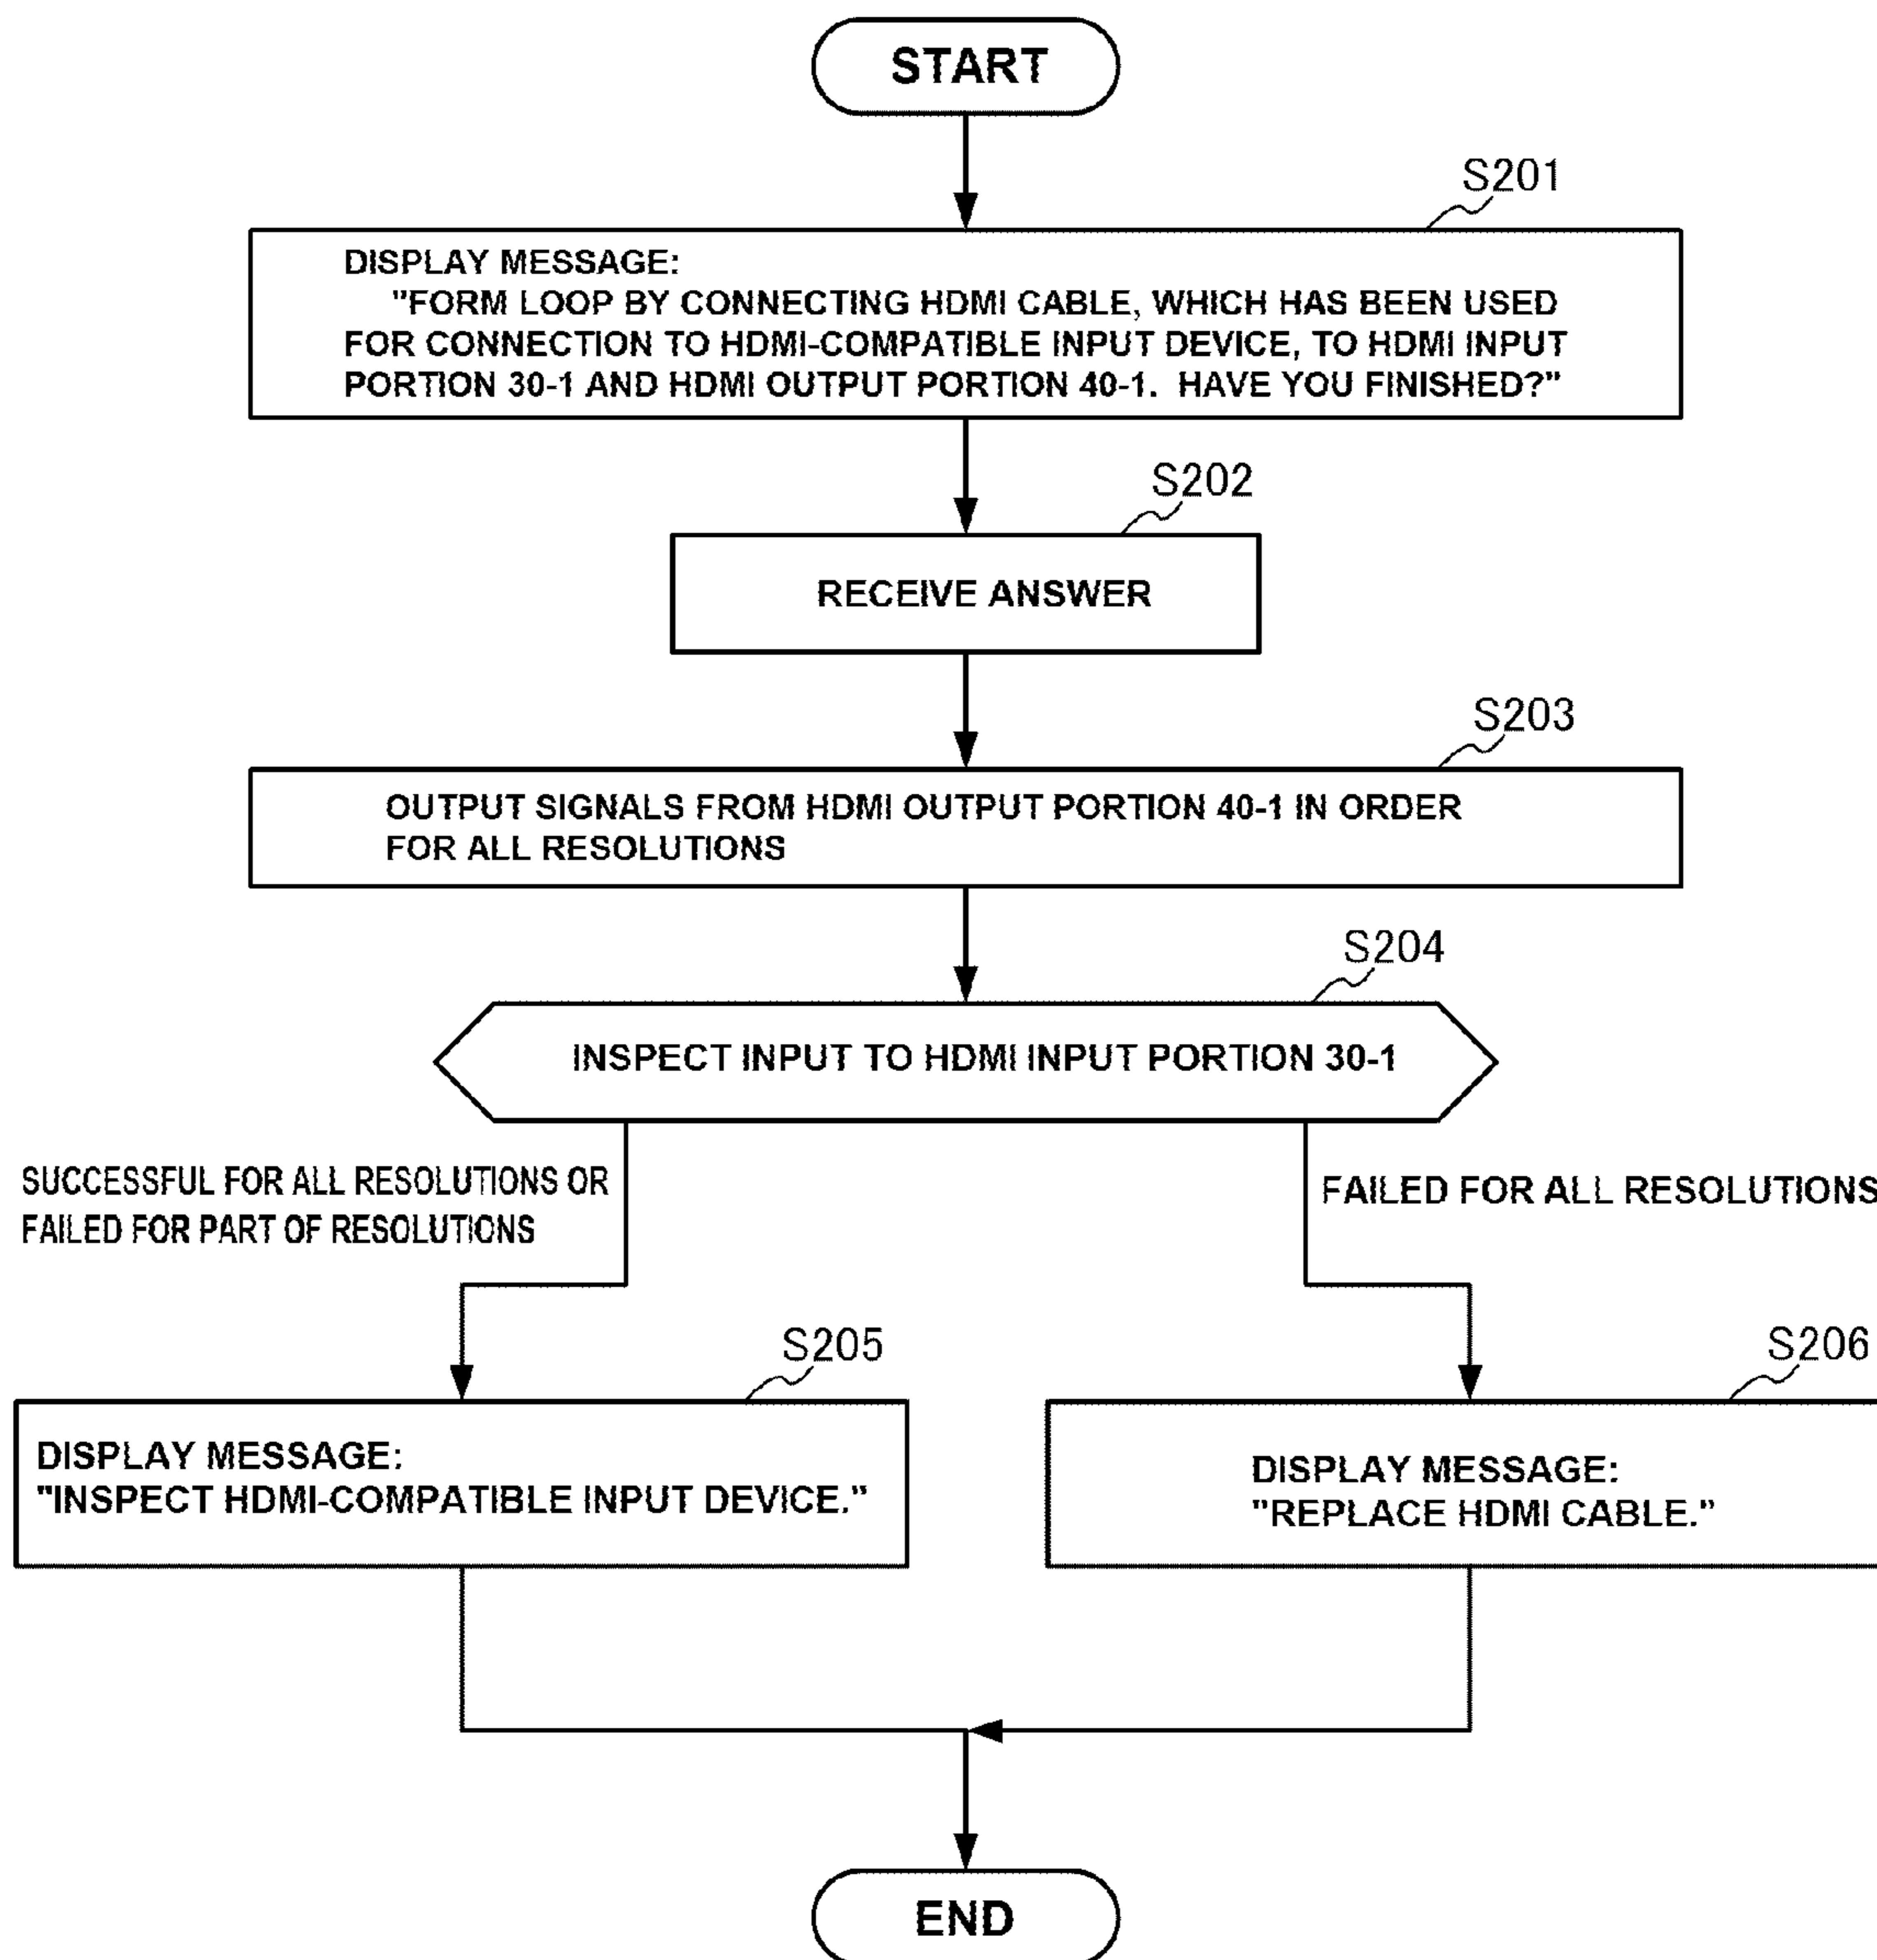 START
S201
DISPLAY MESSAGE:
"FORM LOOP BY CONNECTING HDMI CABLE, WHICH HAS BEEN USED
FOR CONNECTION TO HDMI-COMPATIBLE INPUT DEVICE, TO HDMI INPUT
PORTION 30-1 AND HDMI OUTPUT PORTION 40-1. HAVE YOU FINISHED?"
S202
RECEIVE ANSWER
S203
OUTPUT SIGNALS FROM HDMI OUTPUT PORTION 40-1 IN ORDER
FOR ALL RESOLUTIONS
S204
INSPECT INPUT TO HDMI INPUT PORTION 30-1
SUCCESSFUL FOR ALL RESOLUTIONS OR
FAILED FOR PART OF RESOLUTIONS
FAILED FOR ALL RESOLUTIONS
S205
DISPLAY MESSAGE:
"INSPECT HDMI-COMPATIBLE INPUT DEVICE."
S206
DISPLAY MESSAGE:
"REPLACE HDMI CABLE."
END